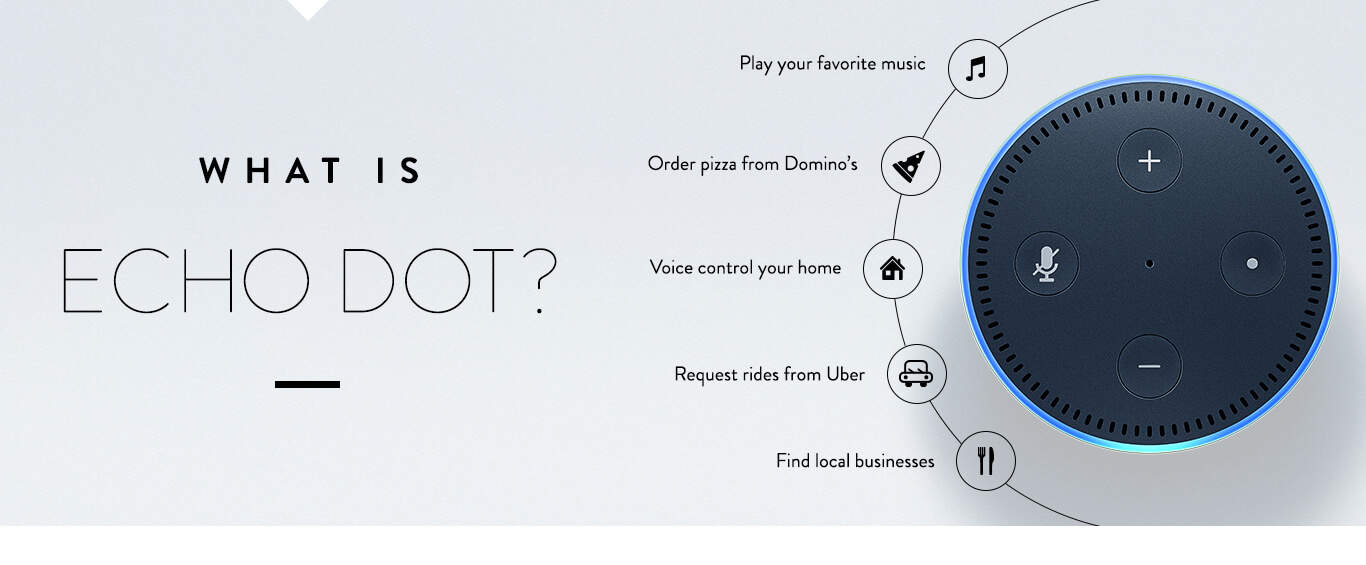 WHAT IS
ECHO DOT?
Play your favorite music
Order pizza from Domino's
Voice control your home
Request rides from Uber
Find local businesses